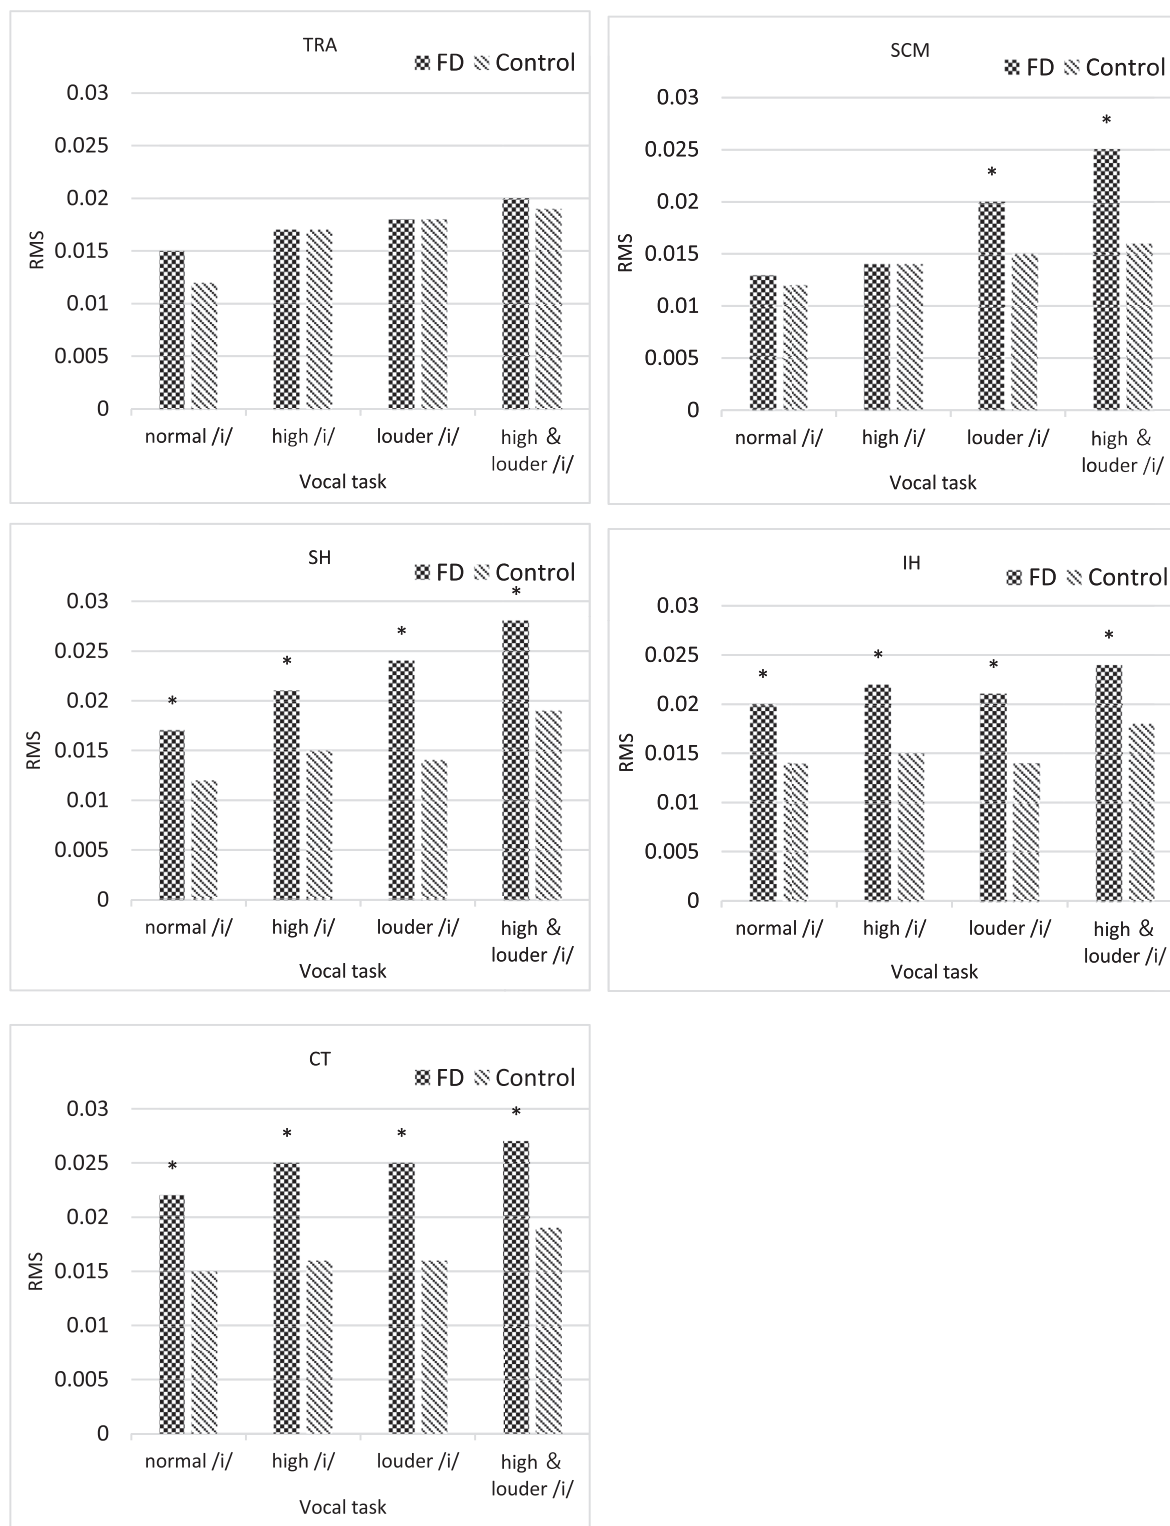 TRA
FD Control
0.03
0.025
0.02
0.015
0.01
0.005
0
RMS
normal /i/ high /i/ louder /i/ high &
louder /i/
Vocal task
SCM
FD Control
0.03
*
0.025
*
0.02
0.015
0.01
0.005
0
RMS
normal /i/ high /i/ louder /i/ high &
louder /i/
Vocal task
SH
FD Control
*
0.03
*
0.025
*
0.02
*
0.015
0.01
0.005
0
RMS
normal /i/ high /i/ louder /i/ high &
louder /i/
Vocal task
IH
FD Control
0.03
*
0.025
* * *
0.02
0.015
0.01
0.005
0
RMS
normal /i/ high /i/ louder /i/ high &
louder /i/
Vocal task
CT
FD Control
0.03
*
* *
0.025
*
0.02
0.015
0.01
0.005
0
RMS
normal /i/ high /i/ louder /i/ high &
louder /i/
Vocal task